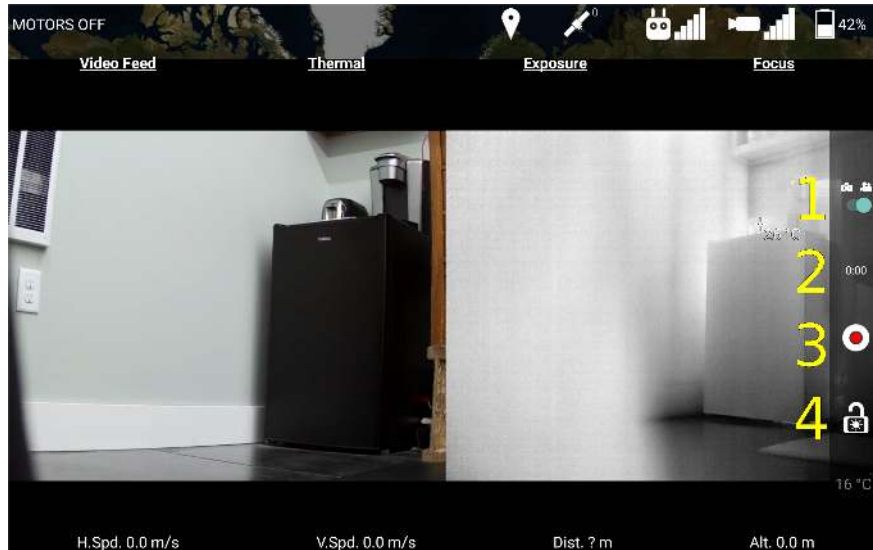 MOTORS OFF
0
42%
Video Feed Thermal Exposure Focus
1
2
0:00
3
4
16 °C
H.Spd. 0.0 m/s V.Spd. 0.0 m/s Dist. ? m Alt. 0.0 m